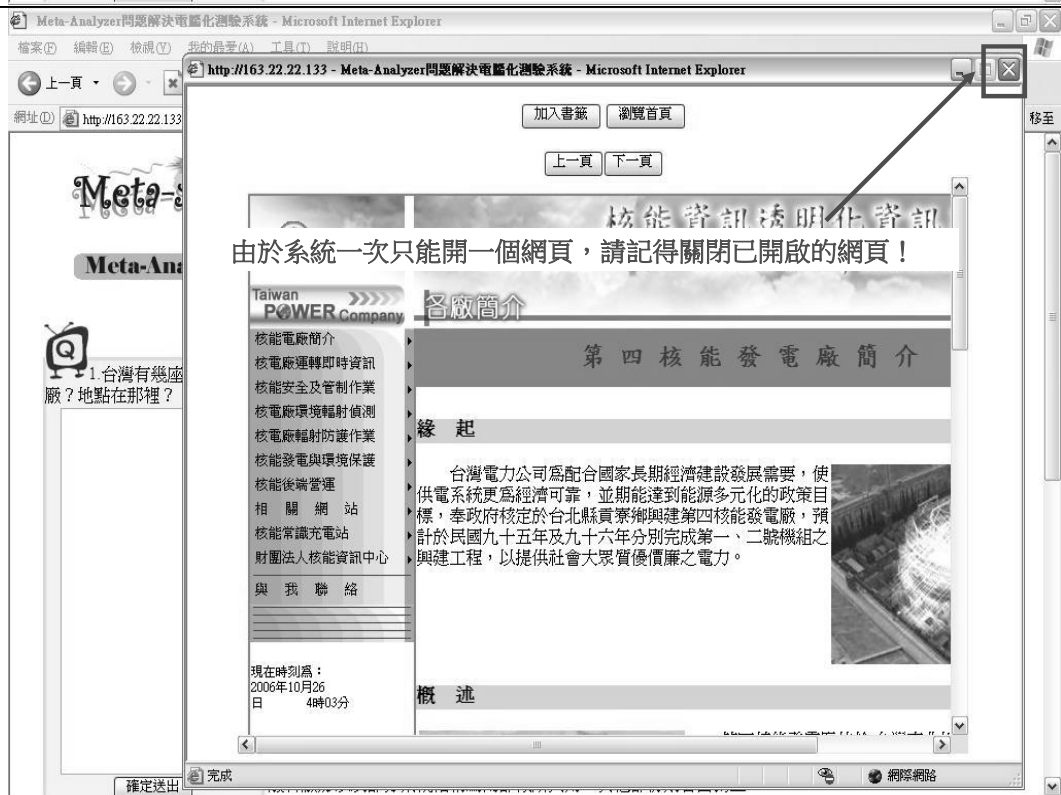 Meta-Analyzer問題解決電腦化測驗系統 - Microsoft Internet Explorer
檔案(F) 編輯(E) 檢視(V) 我的最愛(A) 工具(T) 說明(H)
上一頁
網址(D) http://163.22.22.133
移至
http://163.22.22.133 - Meta-Analyzer問題解決電腦化測驗系統 - Microsoft Internet Explorer
加入書籤 瀏覽首頁
上一頁 下一頁
Meta-
Meta-Ana
Q
1.台灣有幾座
廠?地點在那裡?
確定送出
核能資訊透明化資訊
由於系統一次只能開一個網頁,請記得關閉已開啟的網頁!
Taiwan
POWER Company
各廠簡介
核能電廠簡介
核電廠運轉即時資訊
核能安全及管制作業
核電廠環境輻射偵測
核電廠輻射防護作業
核能發電與環境保護
核能後端營運
相關網站
核能常識充電站
財團法人核能資訊中心
與我聯絡
現在時刻為:
2006年10月26
日 4時03分
第四核能發電廠簡介
緣起
台灣電力公司為配合國家長期經濟建設發展需要,使
供電系統更為經濟可靠,並期能達到能源多元化的政策目
標,奉政府核定於台北縣貢寮鄉興建第四核能發電廠,預
計於民國九十五年及九十六年分別完成第一、二號機組之
興建工程,以提供社會大眾質優價廉之電力。
概述
完成
網際網路